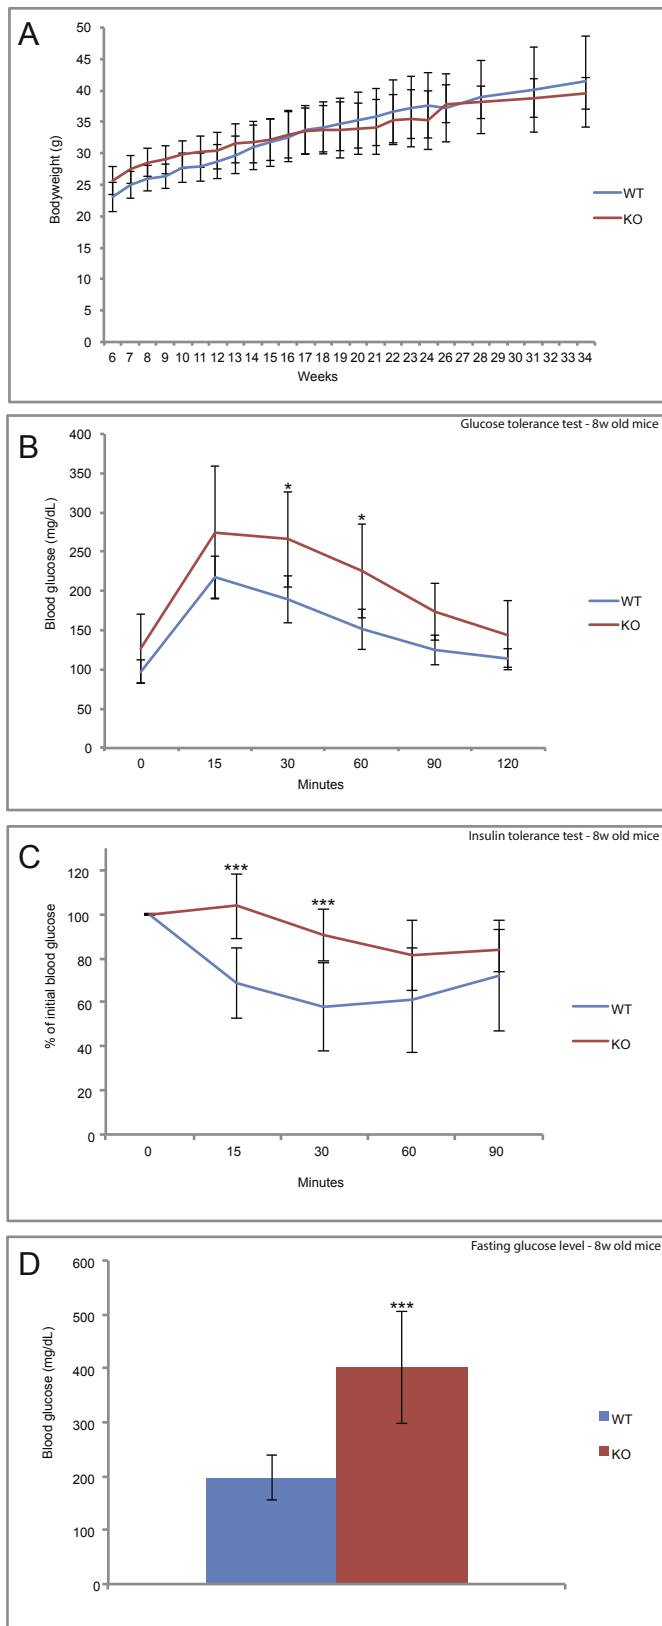 A
50
45
40
35
30
25
20
15
10
5
0
Bodyweight (g)
6 7 8 9 10 11 12 13 14 15 16 17 18 19 20 21 22 23 24 26 27 28 30 31 32 33 34
Weeks
WT
KO
B
Glucose tolerance test - 8w old mice
400
350
300
250
200
150
100
50
0
Blood glucose (mg/dL)
* *
0 15 30 60 90 120
Minutes
WT
KO
C
Insulin tolerance test - 8w old mice
120
100
80
60
40
20
0
% of initial blood glucose
*** ***
0 15 30 60 90
Minutes
WT
KO
D
Fasting glucose level - 8w old mice
600
500
400
300
200
100
0
Blood glucose (mg/dL)
***
WT
KO